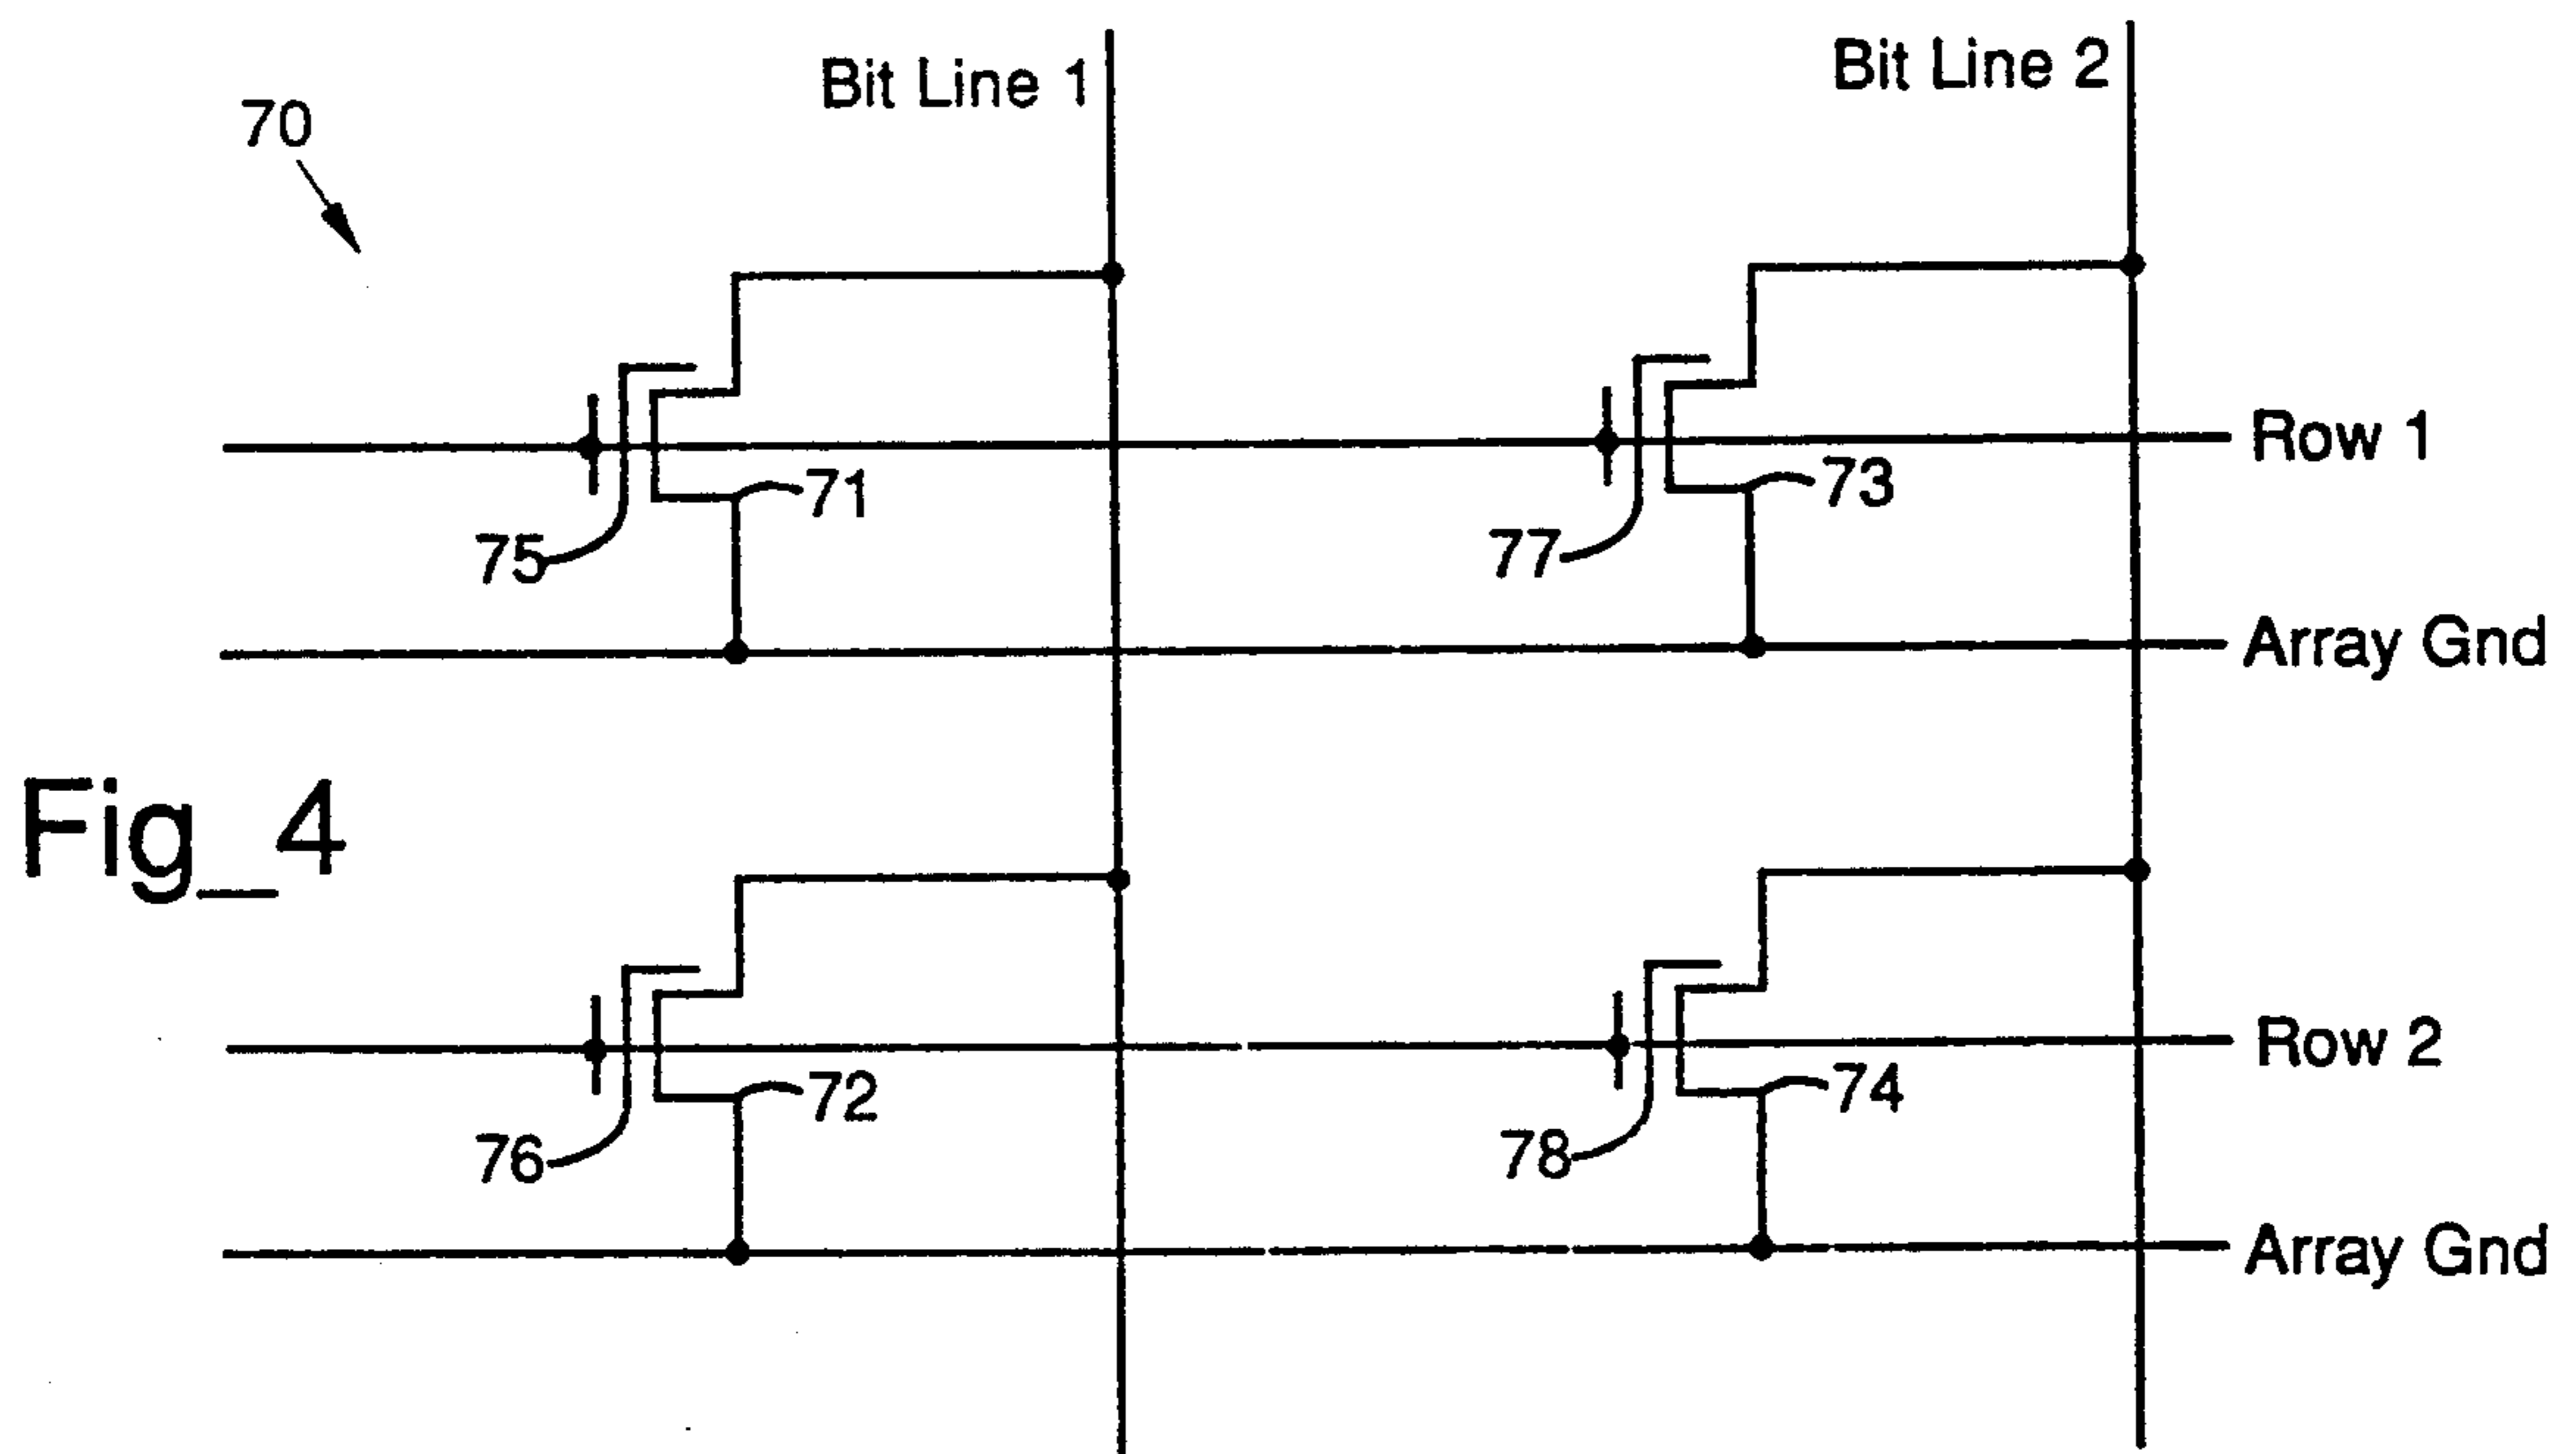 Bit Line 1
Bit Line 2
70
Row 1
71
73
75
77
Array Gnd
Fig_4
Row 2
72
74
76
78
Array Gnd